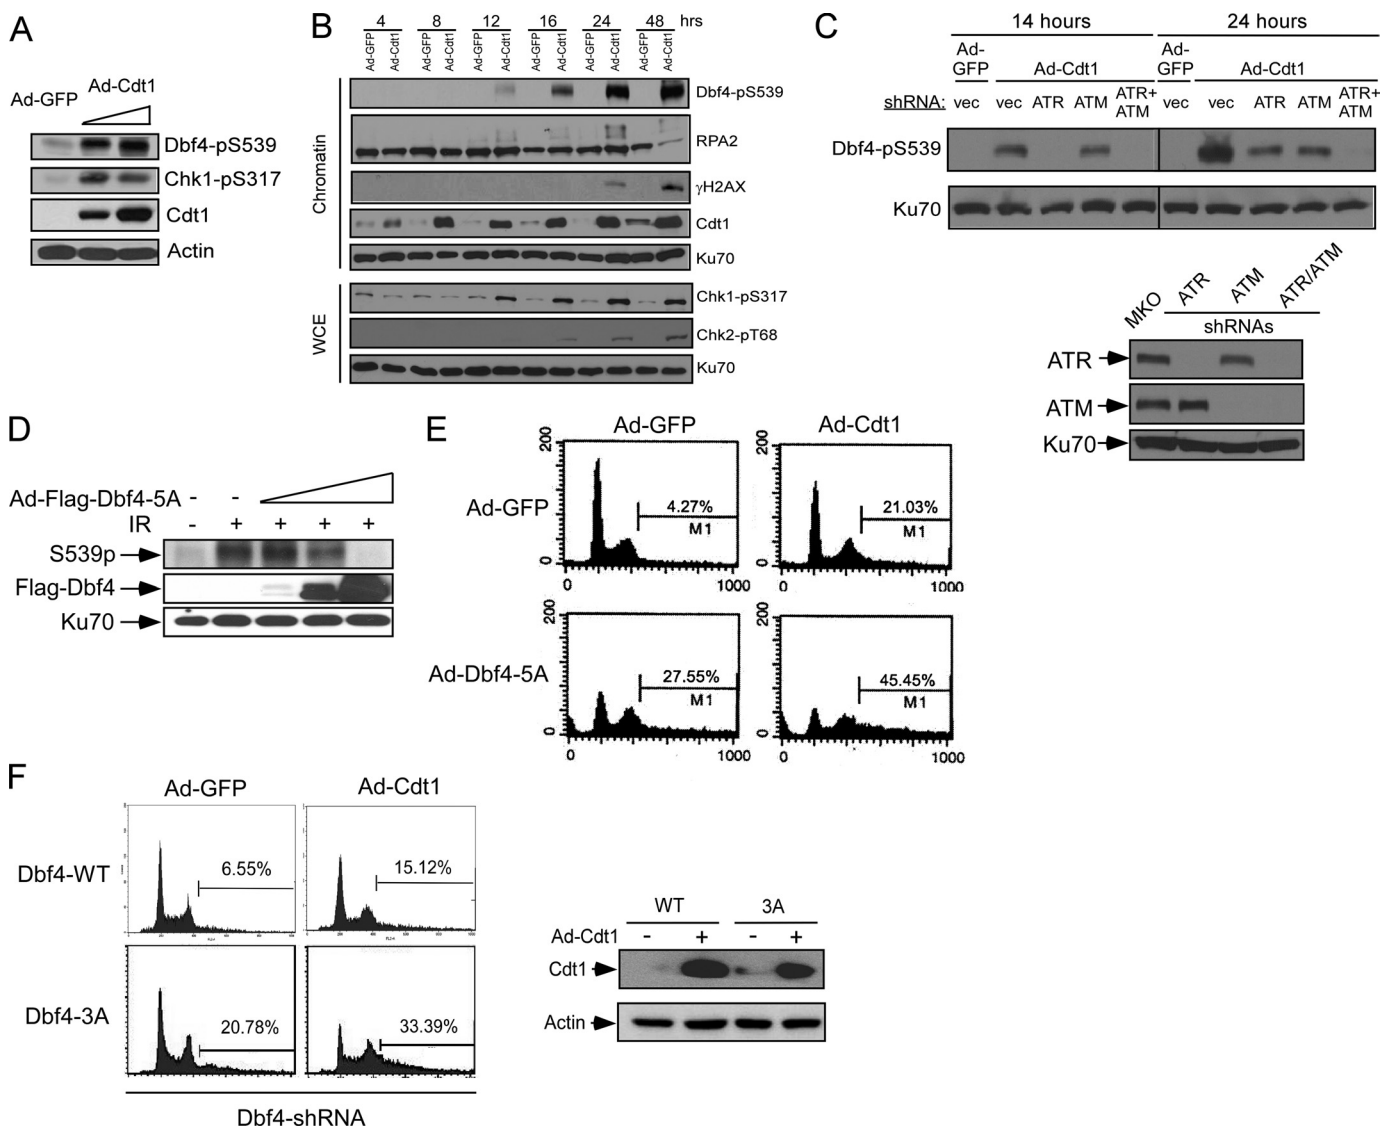 A
Ad-GFP
Ad-Cdt1
Dbf4-pS539
Chk1-pS317
Cdt1
Actin
B
4 8 12 16 24 48 hrs
Ad-GFP Ad-Cdt1 Ad-GFP Ad-Cdt1 Ad-GFP Ad-Cdt1 Ad-GFP Ad-Cdt1 Ad-GFP Ad-Cdt1 Ad-GFP Ad-Cdt1
Chromatin
Dbf4-pS539
RPA2
γH2AX
Cdt1
Ku70
WCE
Chk1-pS317
Chk2-pT68
Ku70
C
14 hours 24 hours
Ad-GFP Ad-Cdt1 Ad-GFP Ad-Cdt1
shRNA: vec vec ATR ATM ATR+ATM vec vec ATR ATM ATR+ATM
Dbf4-pS539
Ku70
MKO ATR ATM ATR/ATM
shRNAs
ATR
ATM
Ku70
D
Ad-Flag-Dbf4-5A - -
IR - + + + +
S539p
Flag-Dbf4
Ku70
E
Ad-GFP Ad-Cdt1
Ad-GFP
200
0
4.27%
M1
0 1000
200
0
21.03%
M1
0 1000
Ad-Dbf4-5A
200
0
27.55%
M1
0 1000
200
0
45.45%
M1
0 1000
F
Ad-GFP Ad-Cdt1
Dbf4-WT
6.55%
15.12%
Dbf4-3A
20.78%
33.39%
Dbf4-shRNA
WT 3A
Ad-Cdt1 - + - +
Cdt1
Actin